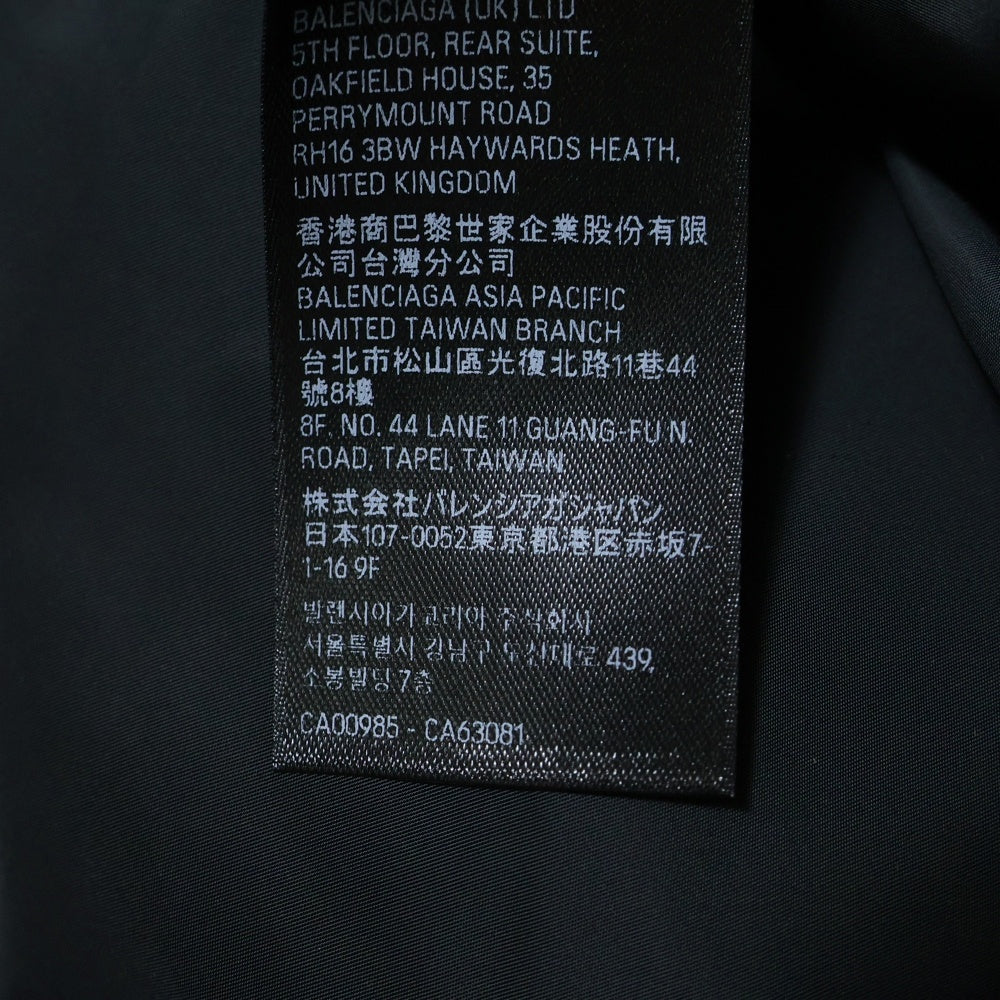 BALENCIAGA (UK) LTD
5TH FLOOR, REAR SUITE,
OAKFIELD HOUSE, 35
PERRYMOUNT ROAD
RH16 3BW HAYWARDS HEATH,
UNITED KINGDOM
香港商巴黎世家企業股份有限
公司台灣分公司
BALENCIAGA ASIA PACIFIC
LIMITED TAIWAN BRANCH
台北市松山區光復北路11巷44
號8樓
8F. NO. 44 LANE 11 GUANG-FU N.
ROAD, TAPEI, TAIWAN
株式会社バレンシアガジャパン
日本107-0052東京都港区赤坂7-
1-16 9F
발렌시아가 코리아 주식회사
서울특별시 강남구 도산대로 439,
소봉빌딩 7층
CA00985 - CA63081